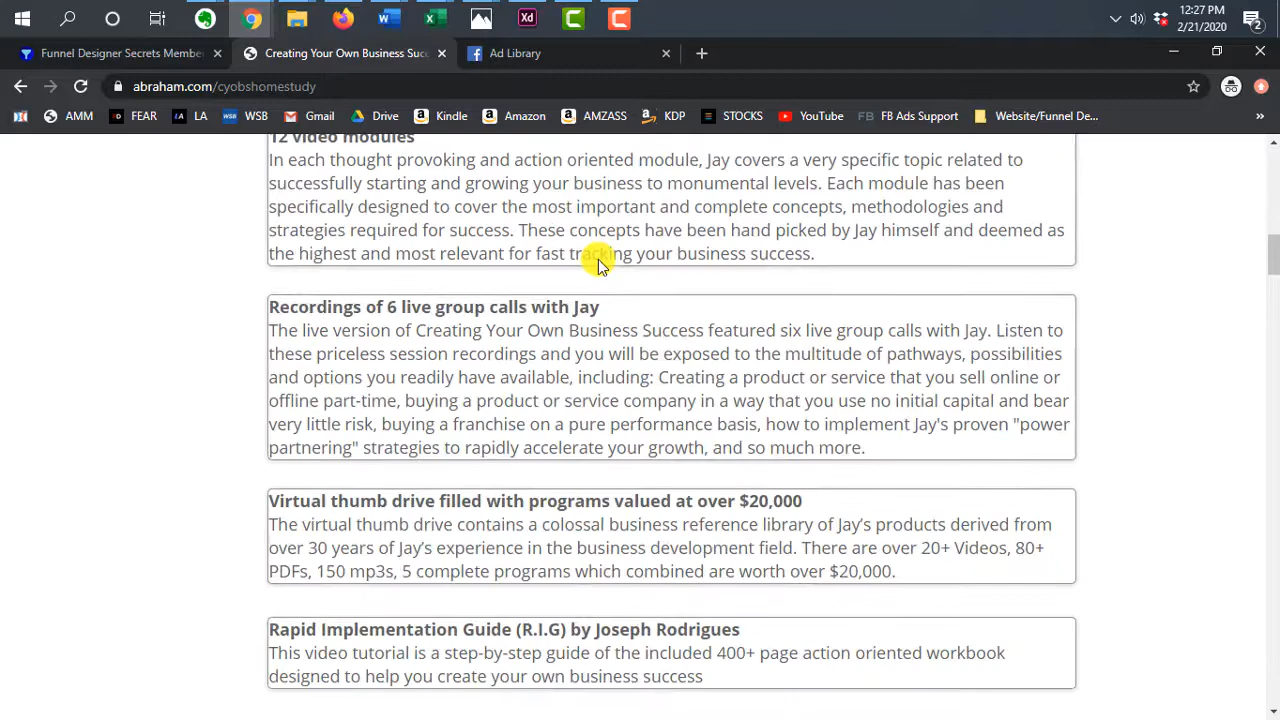 12:27 PM
2/21/2020
2
Funnel Designer Secrets Membe
Creating Your Own Business Succ
Ad Library
abraham.com/cyobshomestudy
AMM FEAR LA WSB Gmail Drive Kindle Amazon AMZASS KDP STOCKS YouTube FB FB Ads Support Website/Funnel De... »
12 video modules
In each thought provoking and action oriented module, Jay covers a very specific topic related to
successfully starting and growing your business to monumental levels. Each module has been
specifically designed to cover the most important and complete concepts, methodologies and
strategies required for success. These concepts have been hand picked by Jay himself and deemed as
the highest and most relevant for fast tracking your business success.
Recordings of 6 live group calls with Jay
The live version of Creating Your Own Business Success featured six live group calls with Jay. Listen to
these priceless session recordings and you will be exposed to the multitude of pathways, possibilities
and options you readily have available, including: Creating a product or service that you sell online or
offline part-time, buying a product or service company in a way that you use no initial capital and bear
very little risk, buying a franchise on a pure performance basis, how to implement Jay's proven "power
partnering" strategies to rapidly accelerate your growth, and so much more.
Virtual thumb drive filled with programs valued at over $20,000
The virtual thumb drive contains a colossal business reference library of Jay’s products derived from
over 30 years of Jay’s experience in the business development field. There are over 20+ Videos, 80+
PDFs, 150 mp3s, 5 complete programs which combined are worth over $20,000.
Rapid Implementation Guide (R.I.G) by Joseph Rodrigues
This video tutorial is a step-by-step guide of the included 400+ page action oriented workbook
designed to help you create your own business success